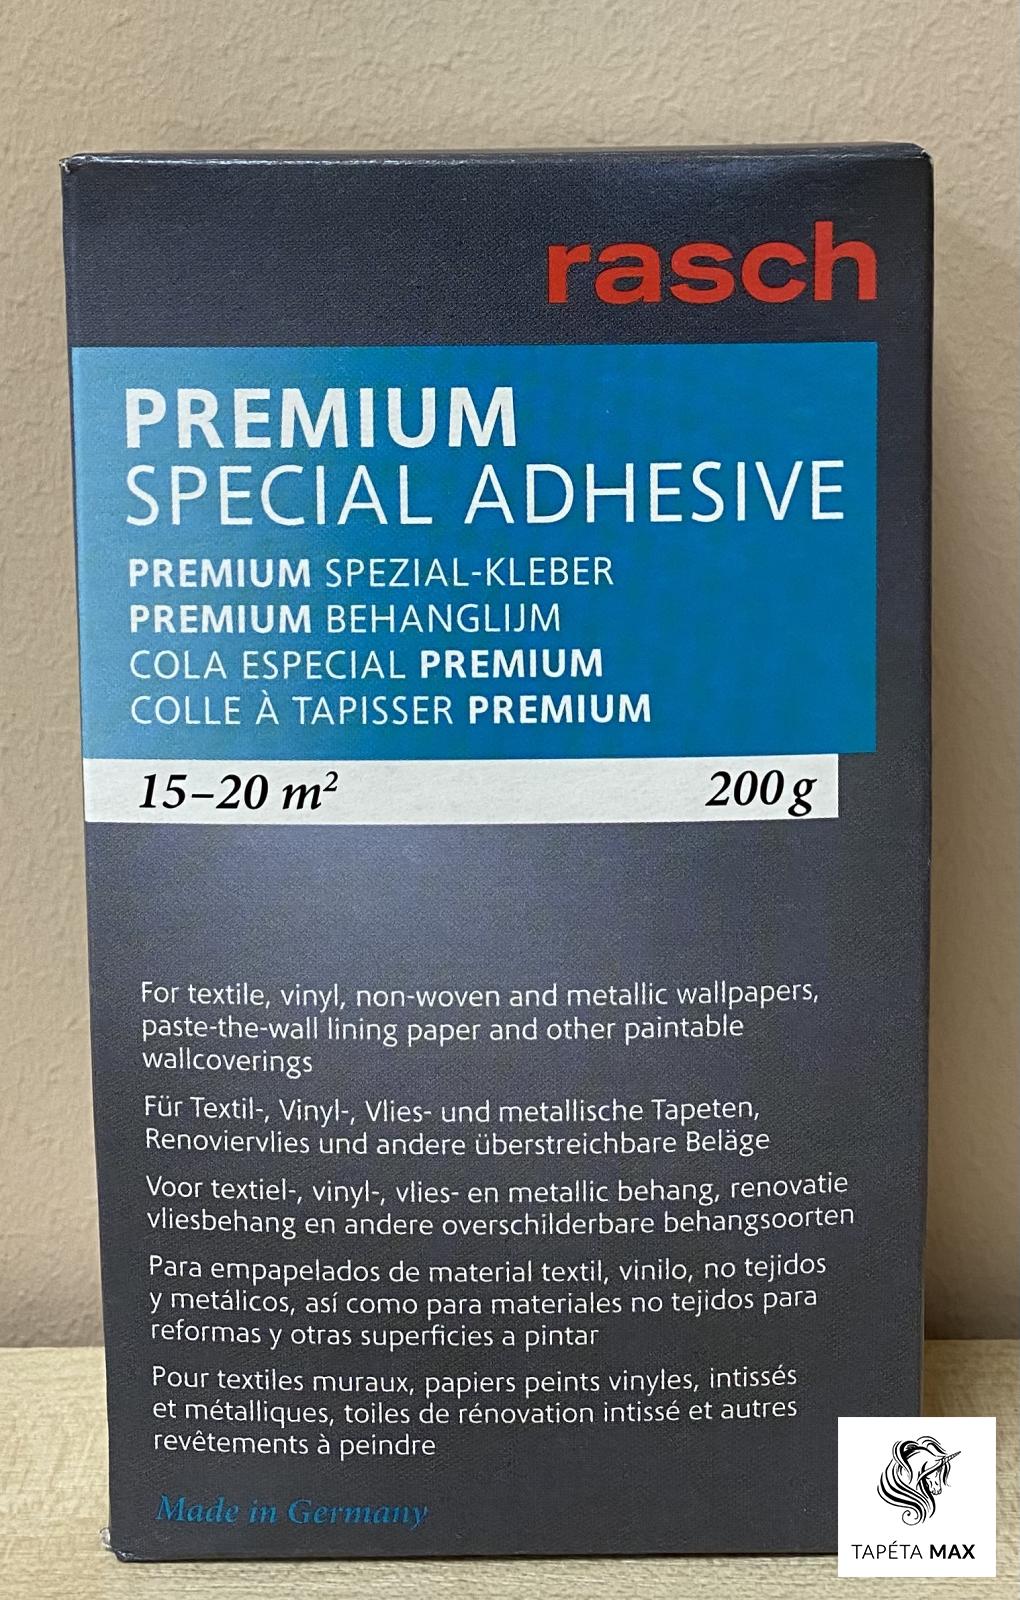 rasch
PREMIUM
SPECIAL ADHESIVE
PREMIUM SPEZIAL-KLEBER
PREMIUM BEHANGLIJM
COLA ESPECIAL PREMIUM
COLLE À TAPISSER PREMIUM
15–20 m² 200 g
For textile, vinyl, non-woven and metallic wallpapers,
paste-the-wall lining paper and other paintable
wallcoverings
Für Textil-, Vinyl-, Vlies- und metallische Tapeten,
Renoviervlies und andere überstreichbare Beläge
Voor textiel-, vinyl-, vlies- en metallic behang, renovatie
vliesbehang en andere overschilderbare behangsoorten
Para empapelados de material textil, vinilo, no tejidos
y metálicos, así como para materiales no tejidos para
reformas y otras superficies a pintar
Pour textiles muraux, papiers peints vinyles, intissés
et métalliques, toiles de rénovation intissé et autres
revêtements à peindre
Made in Germany
TAPÉTA MAX